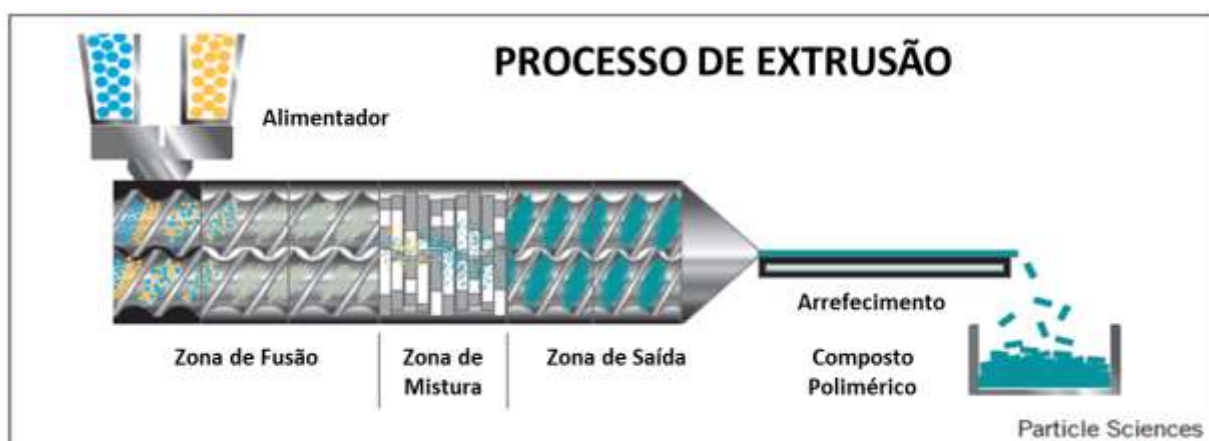 PROCESSO DE EXTRUSÃO
Alimentador
Zona de Fusão
Zona de
Mistura
Zona de Saída
Arrefecimento
Composto
Polimérico
Particle Sciences